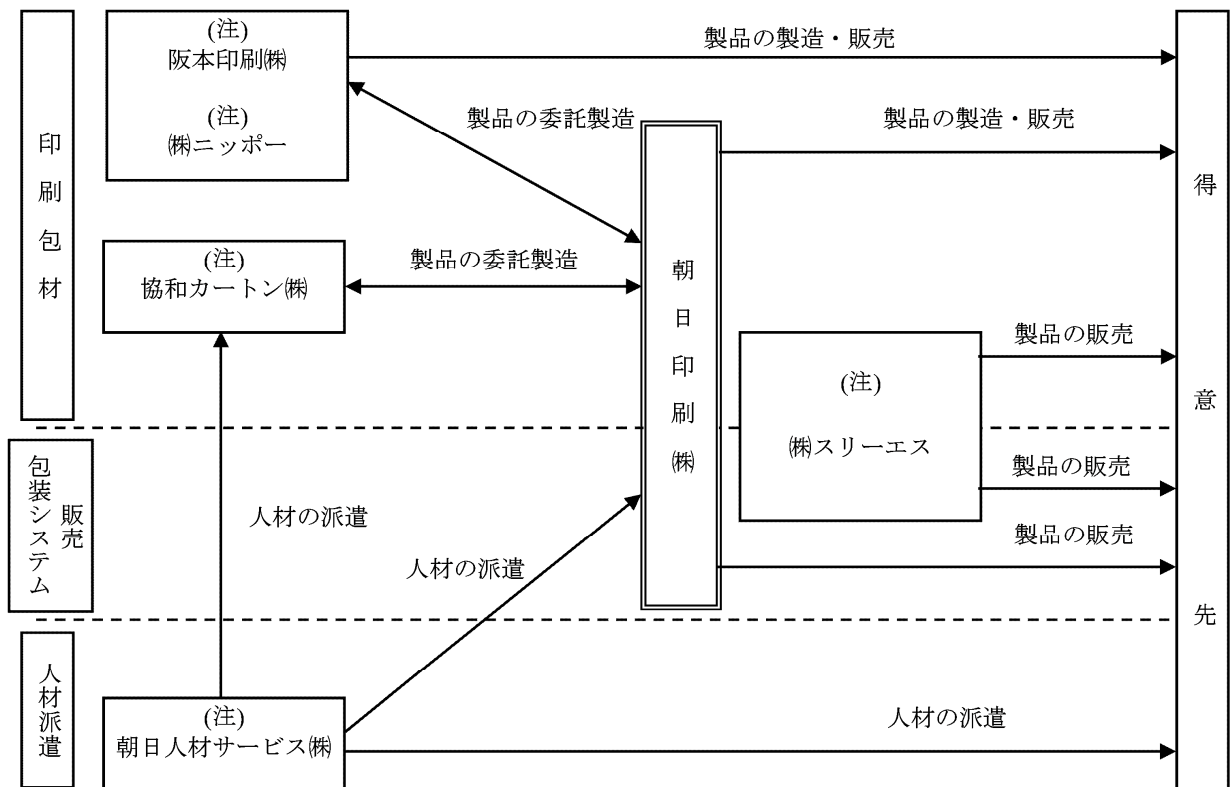 印刷包材
(注)
阪本印刷㈱
(注)
㈱ニッポー
製品の製造・販売
製品の委託製造
製品の製造・販売
(注)
協和カートン㈱
製品の委託製造
朝日印刷㈱
製品の販売
(注)
㈱スリーエス
製品の販売
製品の販売
得意先
包装システム
販売
人材の派遣
人材の派遣
人材派遣
(注)
朝日人材サービス㈱
人材の派遣